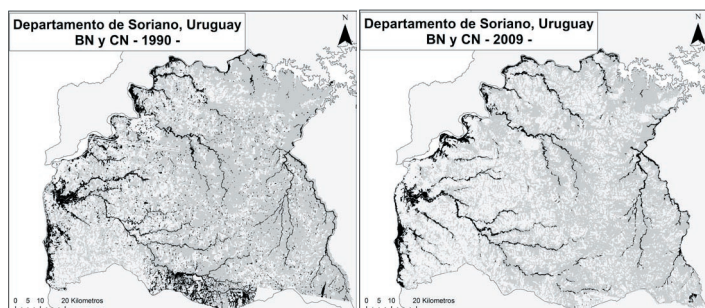 Departamento de Soriano, Uruguay
BN y CN - 1990 -
N
0 5 10 20 Kilometros
Departamento de Soriano, Uruguay
BN y CN - 2009 -
N
0 5 10 20 Kilometros